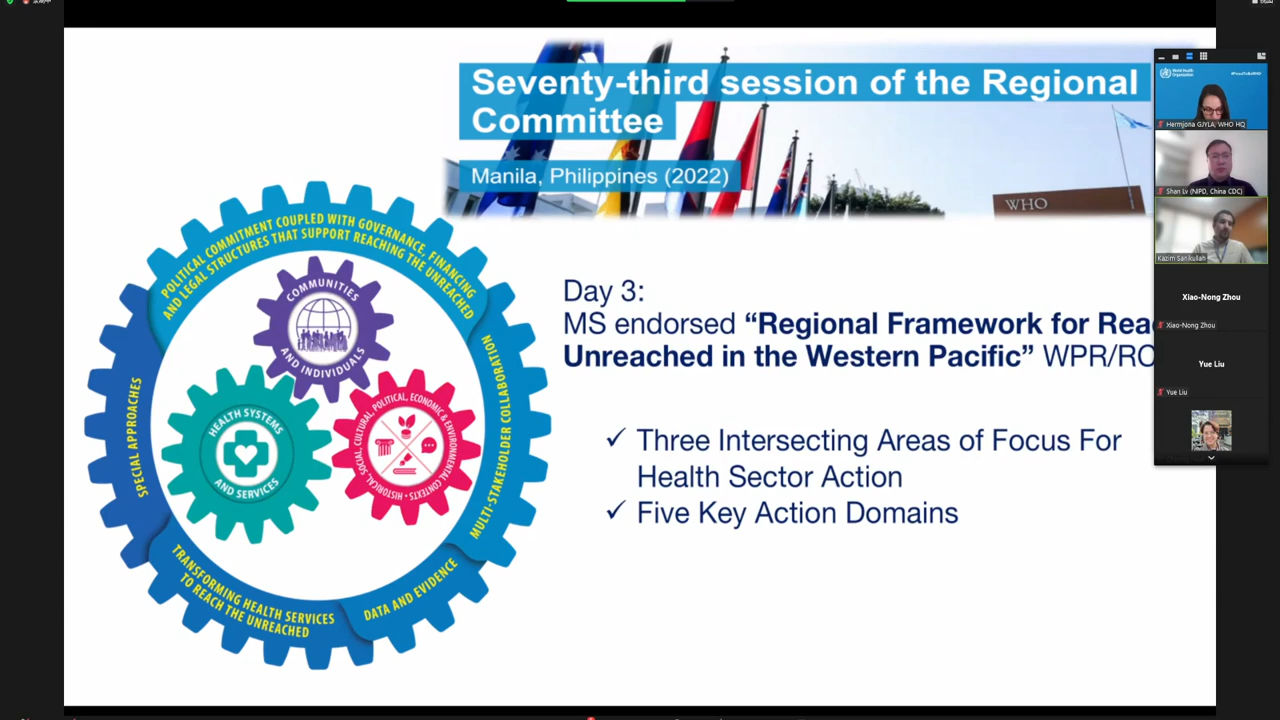 Seventy-third session of the Regional
Committee
Manila, Philippines (2022)
WHO
POLITICAL COMMITMENT COUPLED WITH GOVERNANCE, FINANCING
AND LEGAL STRUCTURES THAT SUPPORT REACHING THE UNREACHED
COMMUNITIES
AND INDIVIDUALS
HEALTH SYSTEMS
AND SERVICES
HISTORICAL, SOCIAL, CULTURAL, POLITICAL, ECONOMIC & ENVIRONMENTAL CONTEXTS •
SPECIAL APPROACHES
MULTI-STAKEHOLDER COLLABORATION
TRANSFORMING HEALTH SERVICES
TO REACH THE UNREACHED
DATA AND EVIDENCE
Day 3:
MS endorsed “Regional Framework for Rea
Unreached in the Western Pacific” WPR/RC
✓ Three Intersecting Areas of Focus For
Health Sector Action
✓ Five Key Action Domains
World Health
Organization
Hermjona GJYLA, WHO HQ
Shan Lv (NIPD, China CDC)
Kazim Sanikullah
Xiao-Nong Zhou
Xiao-Nong Zhou
Yue Liu
Yue Liu